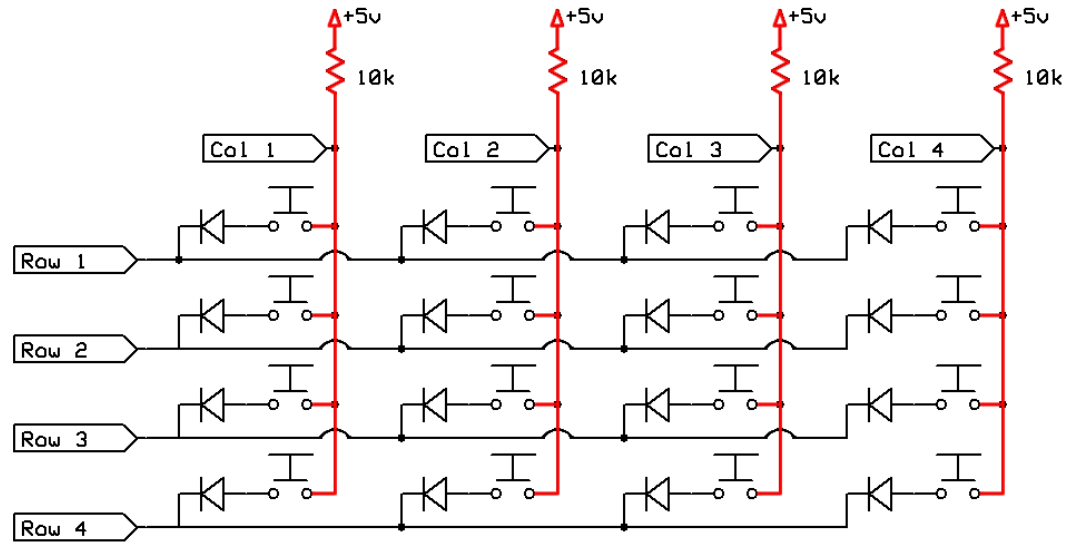 +5v +5v +5v +5v
10k 10k 10k 10k
Col 1 Col 2 Col 3 Col 4
Row 1
Row 2
Row 3
Row 4